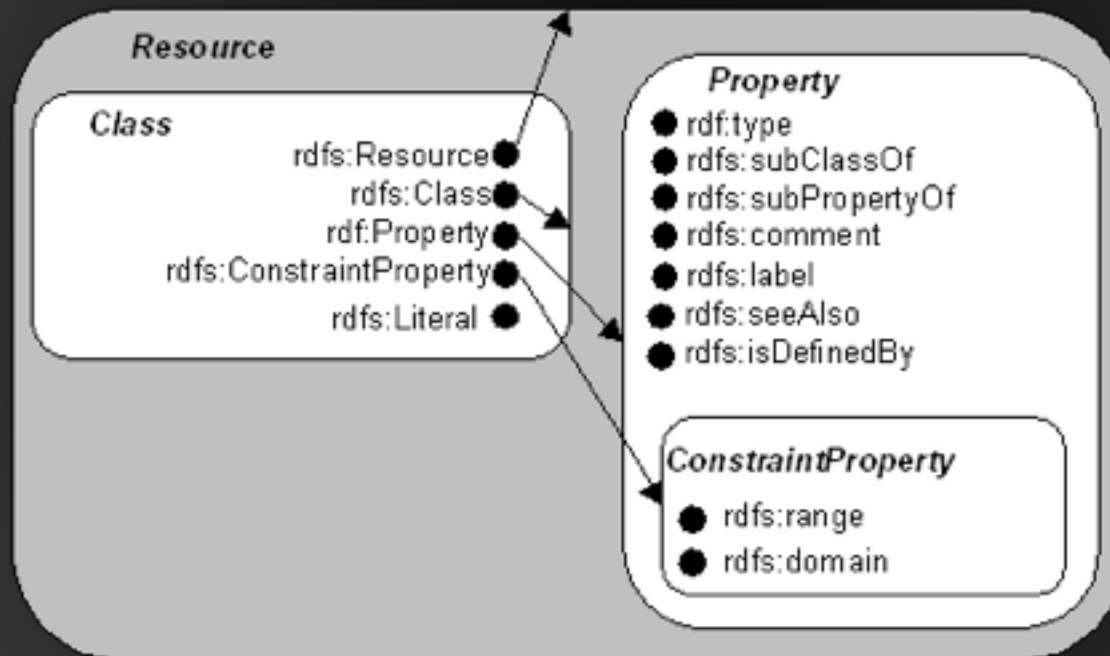 Resource
Class
rdfs:Resource
rdfs:Class
rdf:Property
rdfs:ConstraintProperty
rdfs:Literal
Property
rdf:type
rdfs:subClassOf
rdfs:subPropertyOf
rdfs:comment
rdfs:label
rdfs:seeAlso
rdfs:isDefinedBy
ConstraintProperty
rdfs:range
rdfs:domain